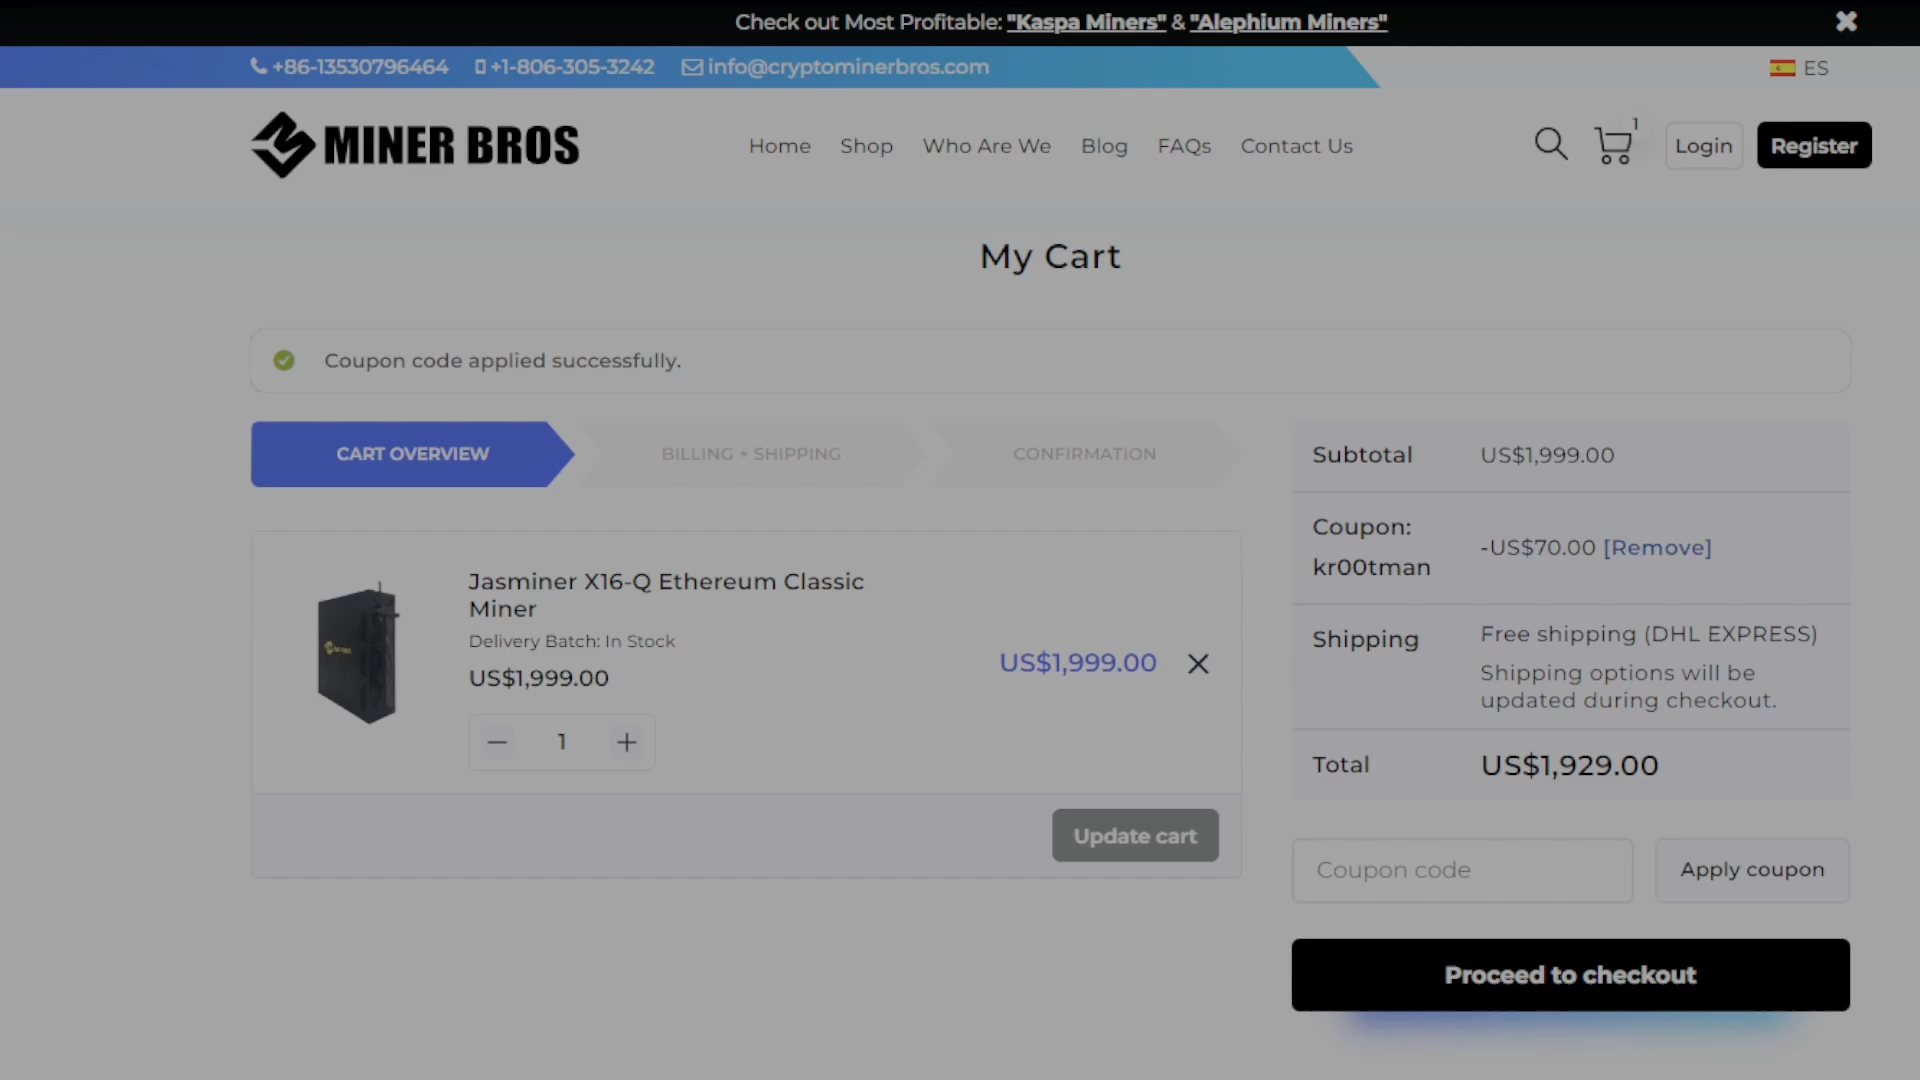 Check out Most Profitable: "Kaspa Miners" & "Alephium Miners"
+86-13530796464 +1-806-305-3242 info@cryptominerbros.com
ES
MINER BROS
Home Shop Who Are We Blog FAQs Contact Us
1
Login
Register
My Cart
Coupon code applied successfully.
CART OVERVIEW
BILLING + SHIPPING
CONFIRMATION
Jasminer X16-Q Ethereum Classic
Miner
Delivery Batch: In Stock
US$1,999.00
1
US$1,999.00
Update cart
Subtotal US$1,999.00
Coupon:
kr00tman
-US$70.00 [Remove]
Shipping
Free shipping (DHL EXPRESS)
Shipping options will be
updated during checkout.
Total US$1,929.00
Coupon code
Apply coupon
Proceed to checkout